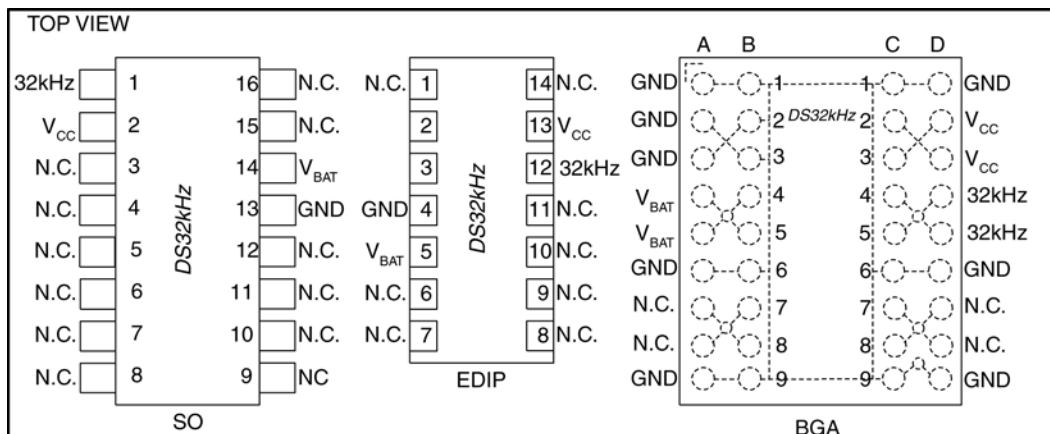 TOP VIEW
32kHz 1 16 N.C.
V_CC 2 15 N.C.
N.C. 3 14 V_BAT
N.C. 4 13 GND
N.C. 5 12 N.C.
N.C. 6 11 N.C.
N.C. 7 10 N.C.
N.C. 8 9 NC
DS32kHz
SO
N.C. 1 14 N.C.
2 13 V_CC
3 12 32kHz
GND 4 11 N.C.
V_BAT 5 10 N.C.
N.C. 6 9 N.C.
N.C. 7 8 N.C.
DS32kHz
EDIP
A B C D
GND 1 1 GND
GND 2 DS32kHz 2 V_CC
GND 3 3 V_CC
V_BAT 4 4 32kHz
V_BAT 5 5 32kHz
GND 6 6 GND
N.C. 7 7 N.C.
N.C. 8 8 N.C.
GND 9 9 GND
BGA